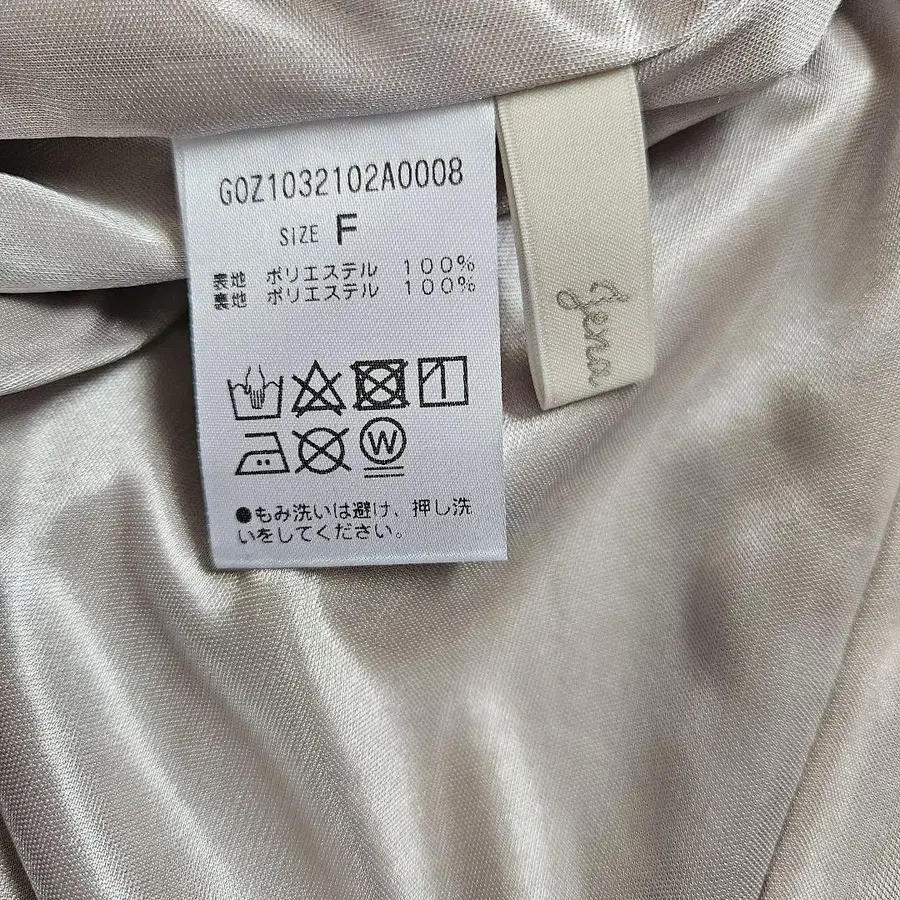 GOZ1032102A0008
SIZE F
表地 ポリエステル 100%
裏地 ポリエステル 100%
W
●もみ洗いは避け、押し洗
いをしてください。
Jena